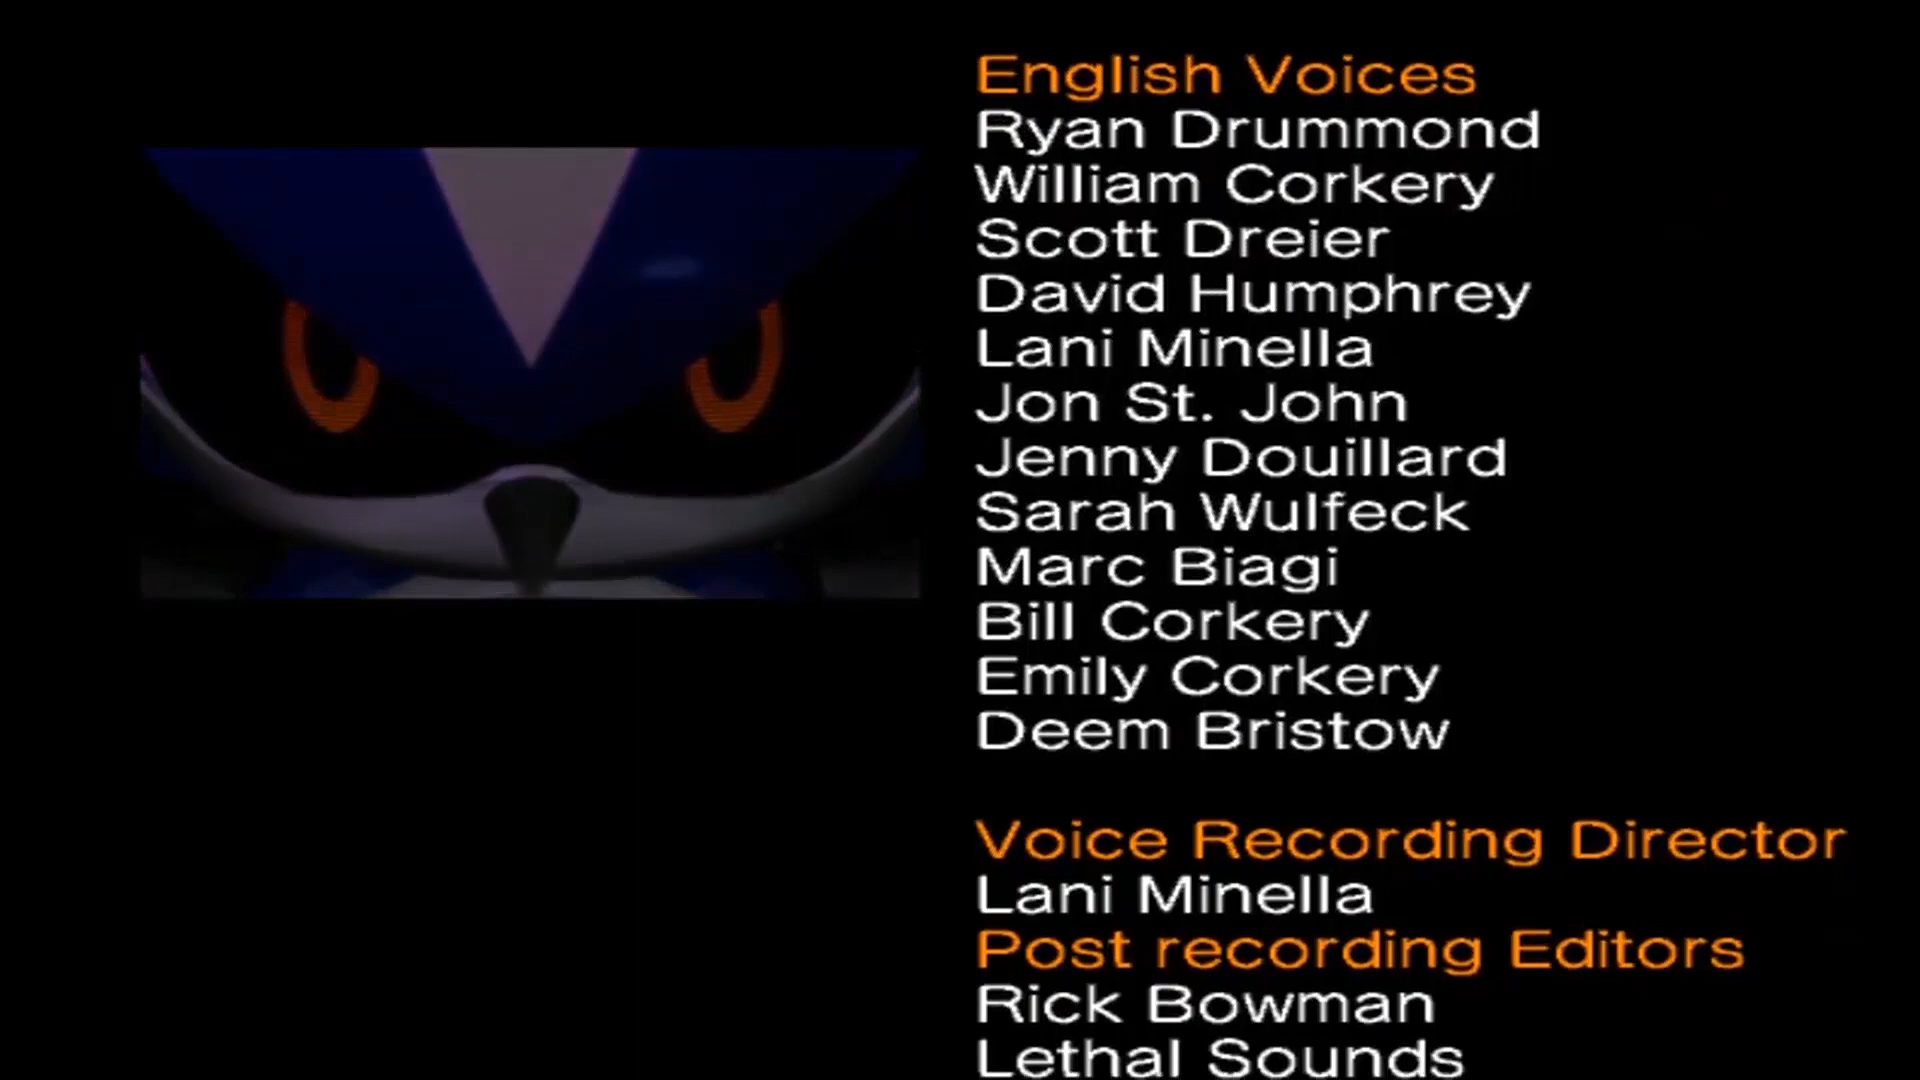 English Voices
Ryan Drummond
William Corkery
Scott Dreier
David Humphrey
Lani Minella
Jon St. John
Jenny Douillard
Sarah Wulfeck
Marc Biagi
Bill Corkery
Emily Corkery
Deem Bristow
Voice Recording Director
Lani Minella
Post recording Editors
Rick Bowman
Lethal Sounds